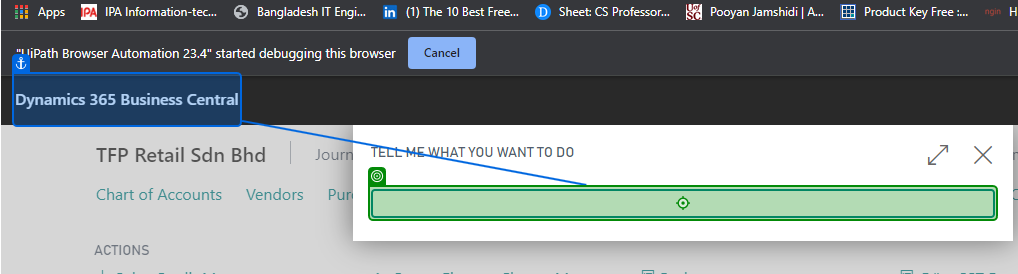 Apps IPA Information-tec... Bangladesh IT Engi... (1) The 10 Best Free... Sheet: CS Professor... Pooyan Jamshidi | A... Product Key Free :... H
"UiPath Browser Automation 23.4" started debugging this browser Cancel
Dynamics 365 Business Central
TFP Retail Sdn Bhd Journ
TELL ME WHAT YOU WANT TO DO
Chart of Accounts Vendors Pur
ACTIONS